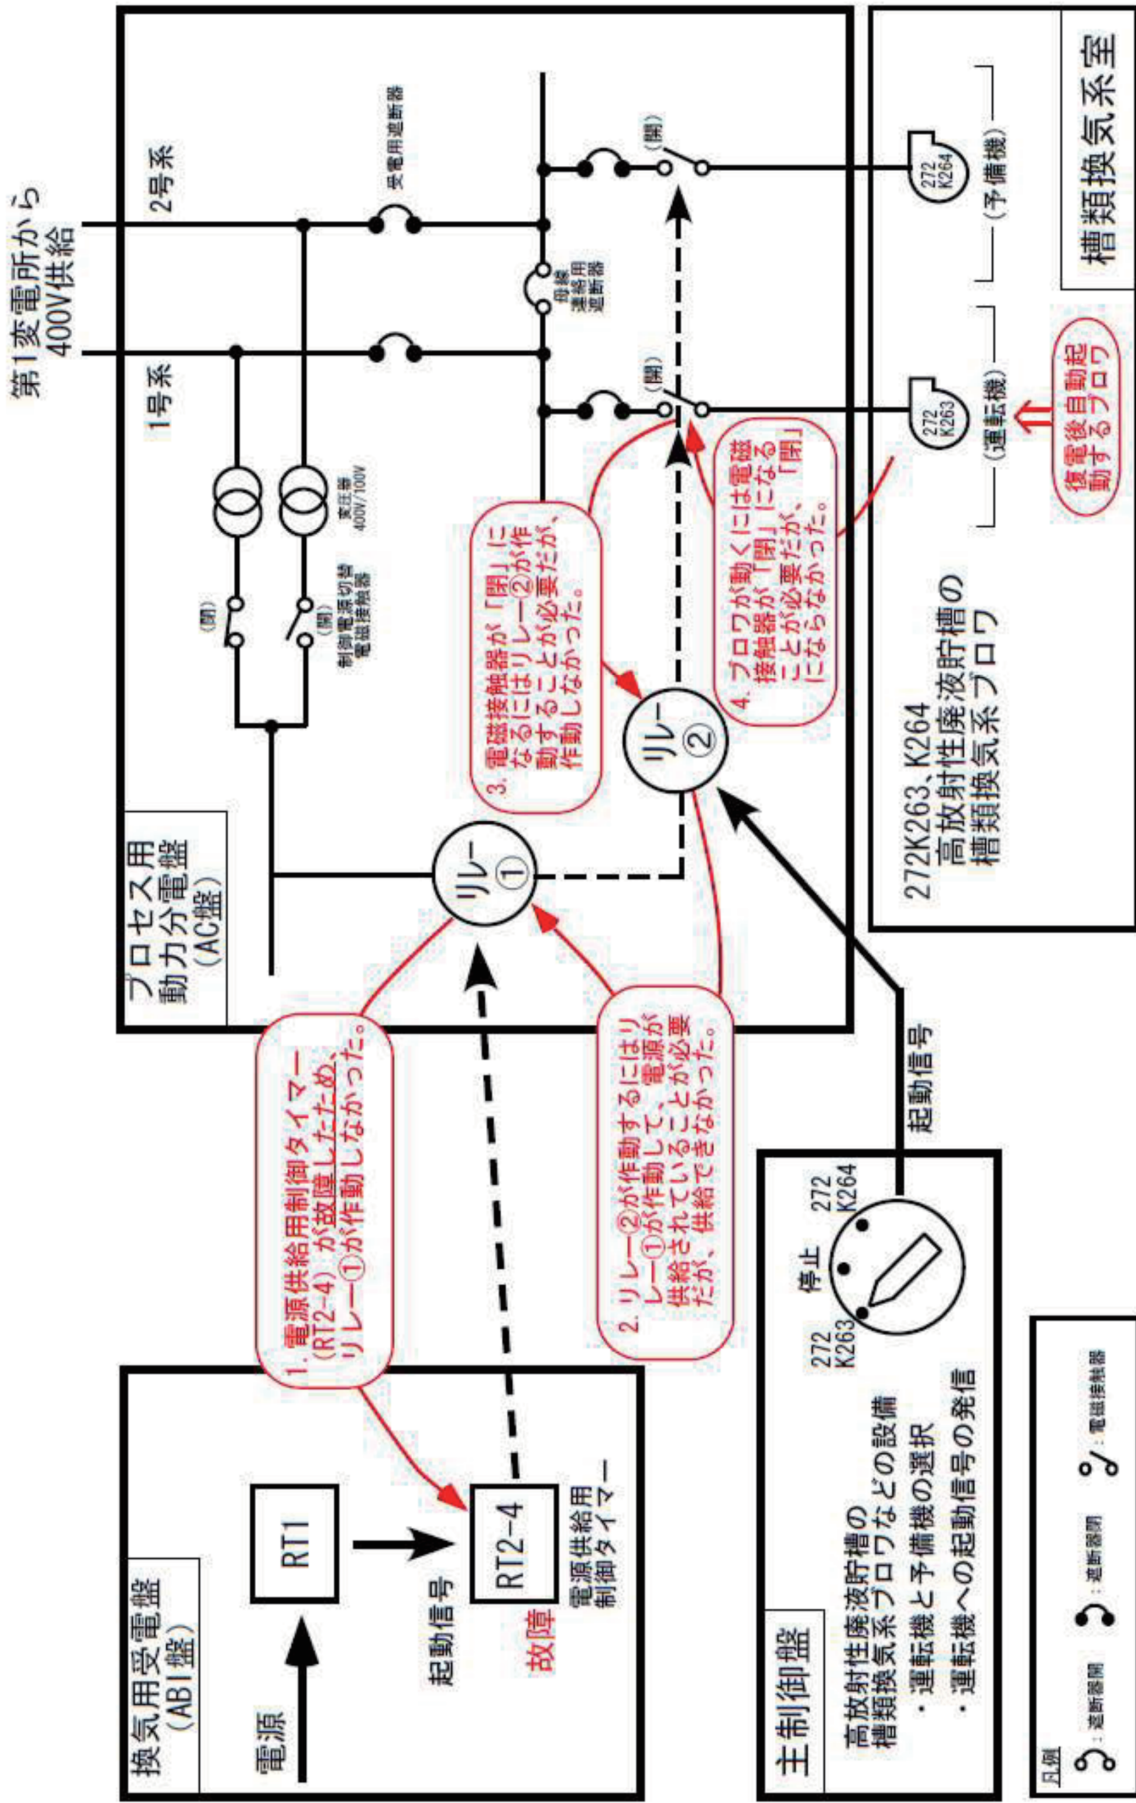 第1変電所から
400V供給
1号系
2号系
プロセス用
動力分電盤
(AC盤)
(閉)
(開)
制御電源切替
電磁接触器
変圧器
400V/100V
受電用遮断器
母線
連絡用
遮断器
(開)
(開)
リレー
①
リレー
②
換気用受電盤
(ABI盤)
電源
RT1
起動信号
RT2-4
故障
電源供給用
制御タイマー
1. 電源供給用制御タイマー
(RT2-4) が故障したため、
リレー①が作動しなかった。
2. リレー②が作動するにはリ
レー①が作動して、電源が
供給されていることが必要
だが、供給できなかった。
3. 電磁接触器が「閉」に
なるにはリレー②が作
動することが必要だが、
作動しなかった。
4. ブロワが動くには電磁
接触器が「閉」になる
ことが必要だが、「閉」
にならなかった。
主制御盤
高放射性廃液貯槽の
槽類換気系ブロワなどの設備
・運転機と予備機の選択
・運転機への起動信号の発信
272
K263
停止
272
K264
起動信号
272K263、K264
高放射性廃液貯槽の
槽類換気系ブロワ
272
K263
(運転機)
復電後自動起
動するブロワ
272
K264
(予備機)
槽類換気系室
凡例
：遮断器開
：遮断器閉
：電磁接触器